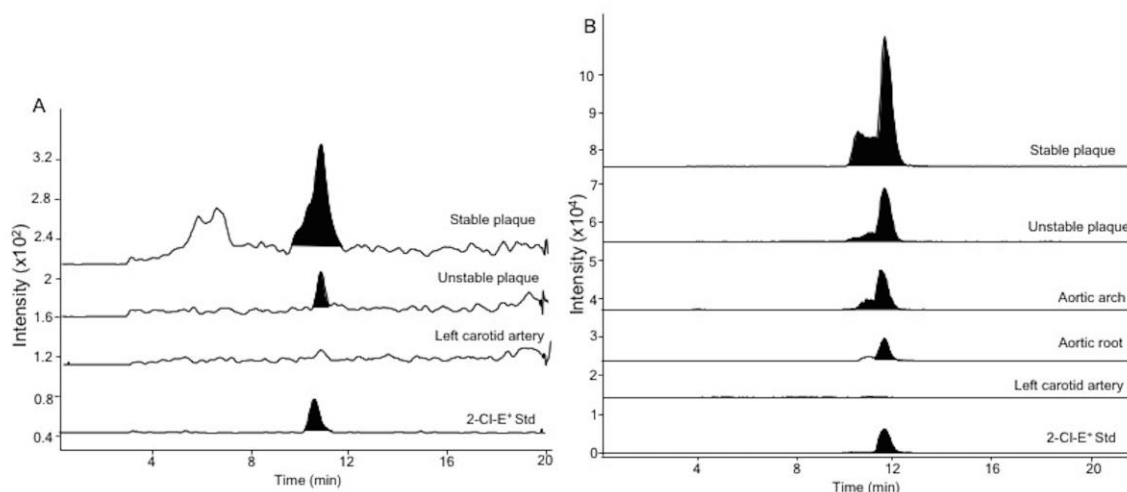 A
Intensity (x10²)
3.2
2.8
2.4
2
1.6
1.2
0.8
0.4
Stable plaque
Unstable plaque
Left carotid artery
2-Cl-E⁺ Std
4
8
12
16
20
Time (min)
B
Intensity (x10⁴)
10
9
8
7
6
5
4
3
2
1
0
Stable plaque
Unstable plaque
Aortic arch
Aortic root
Left carotid artery
2-Cl-E⁺ Std
4
8
12
16
20
Time (min)